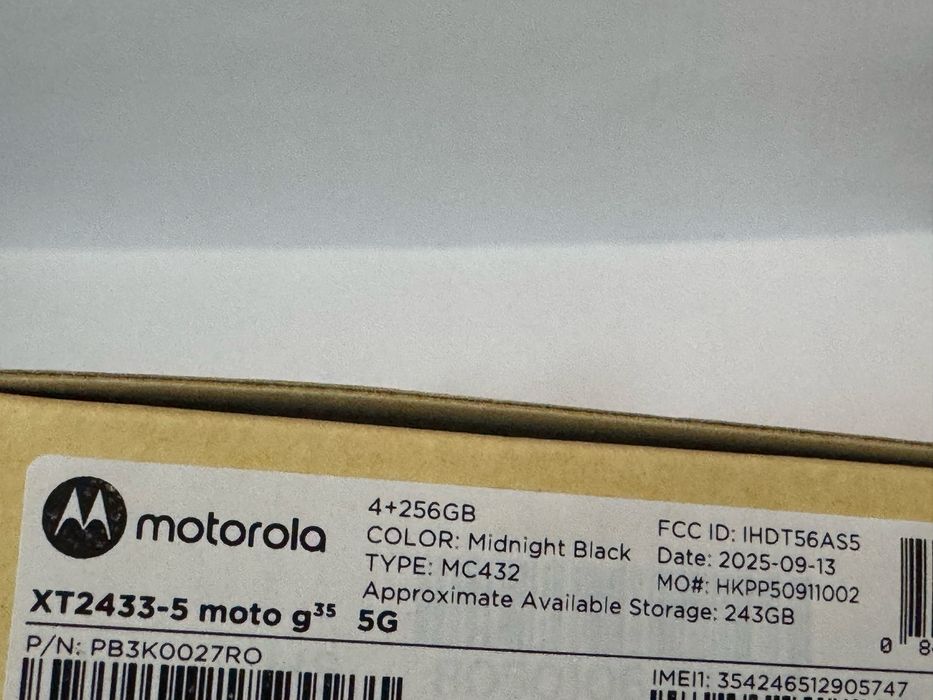 motorola
4+256GB
COLOR: Midnight Black
TYPE: MC432
Approximate Available Storage: 243GB
FCC ID: IHDT56AS5
Date: 2025-09-13
MO#: HKPP50911002
XT2433-5 moto g³⁵ 5G
P/N: PB3K0027RO
IMEI1: 354246512905747
0